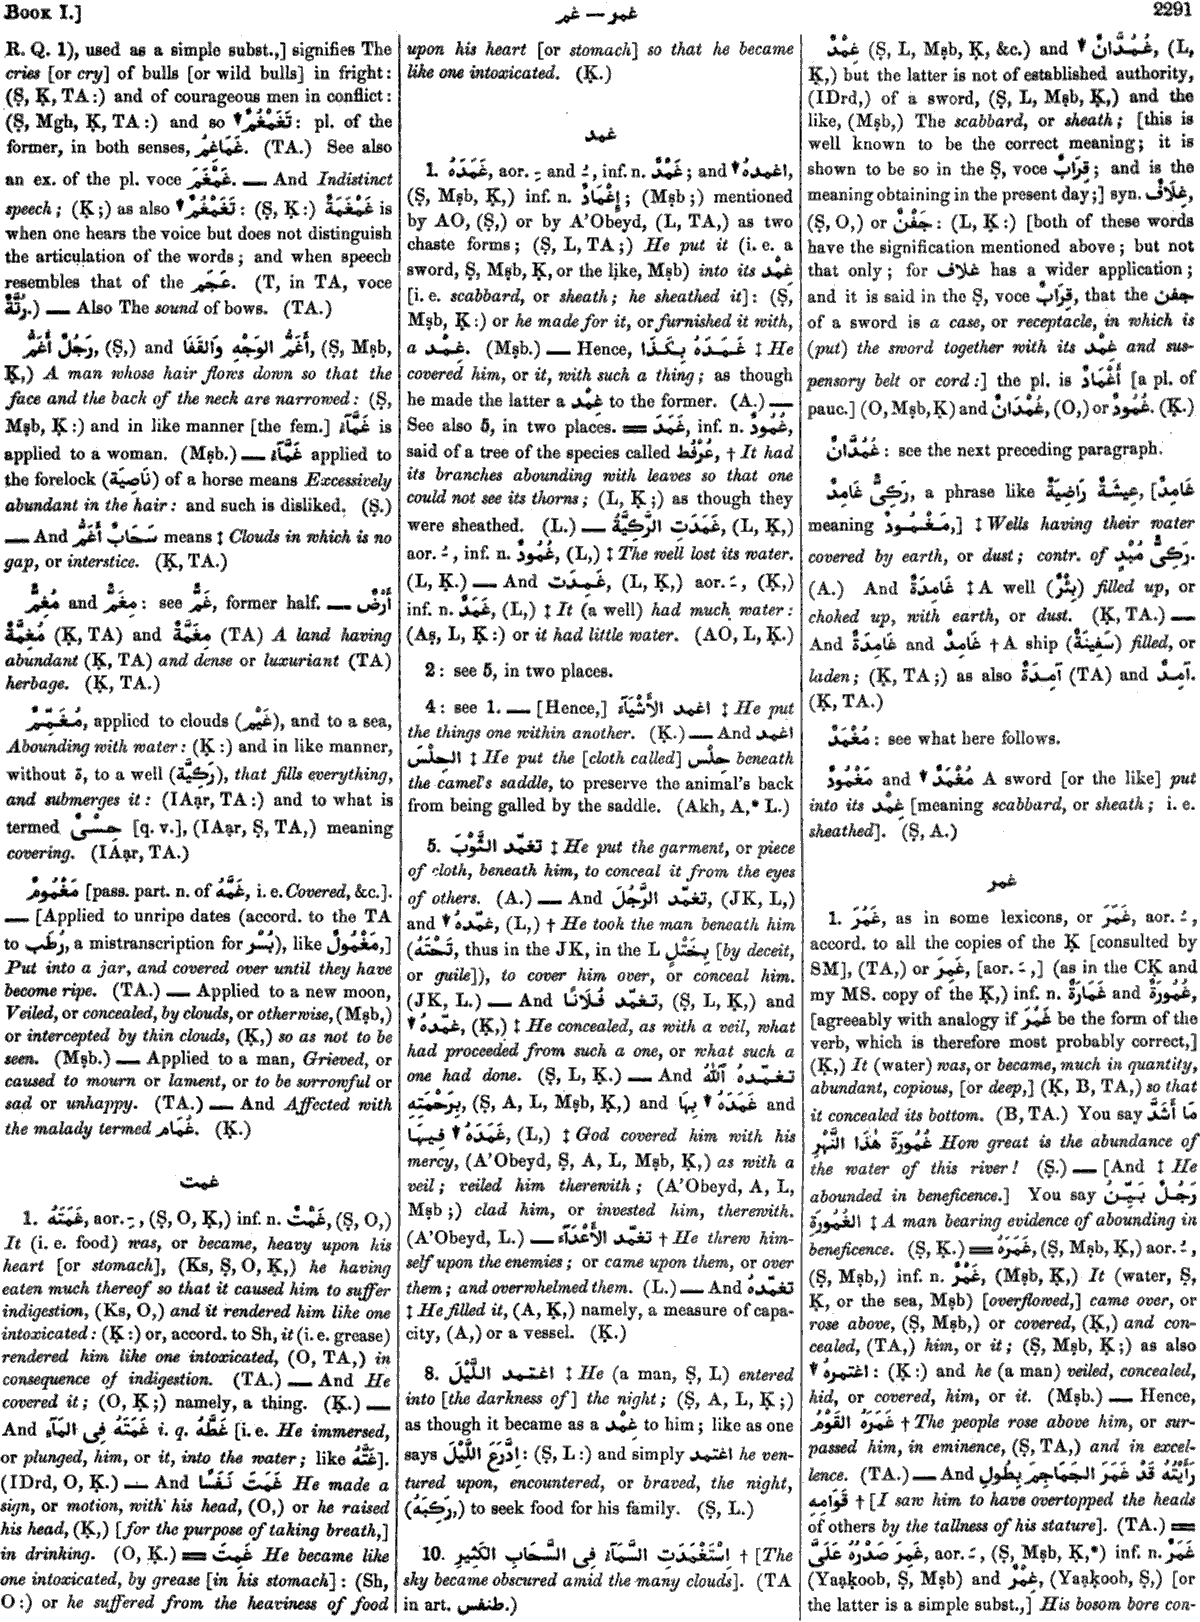 Book I.]
غمر — غمو
2291
R. Q. 1), used as a simple subst.,] signifies The
cries [or cry] of bulls [or wild bulls] in fright:
(Ṣ, Ḳ, TA:) and of courageous men in conflict:
(Ṣ, Mgh, Ḳ, TA:) and so ▼ تَغَمْغُمٌ: pl. of the
former, in both senses, غَمَاغِمُ. (TA.) See also
an ex. of the pl. voce غَمْغَمَ. — And Indistinct
speech; (Ḳ;) as also ▼ تَغَمْغُمٌ: (Ṣ, Ḳ:) غَمْغَمَةٌ is
when one hears the voice but does not distinguish
the articulation of the words; and when speech
resembles that of the عَجَم. (T, in TA, voce
رُتَّةٌ.) — Also The sound of bows. (TA.)
رَجُلٌ أَغَمُّ, (Ṣ,) and أَغَمُّ الوَجْهِ وَالقَفَا, (Ṣ, Mṣb,
Ḳ,) A man whose hair flows down so that the
face and the back of the neck are narrowed: (Ṣ,
Mṣb, Ḳ:) and in like manner [the fem.] غَمَّآءُ is
applied to a woman. (Mṣb.) — غَمَّآءُ applied to
the forelock (نَاصِيَة) of a horse means Excessively
abundant in the hair: and such is disliked. (Ṣ.)
— And سَحَابٌ أَغَمُّ means ‡ Clouds in which is no
gap, or interstice. (Ḳ, TA.)
مُغِمٌّ and مِغَمٌّ: see غَمٌّ, former half. — أَرْضٌ
مُغِمَّةٌ (Ḳ, TA) and مِغَمَّةٌ (TA) A land having
abundant (Ḳ, TA) and dense or luxuriant (TA)
herbage. (Ḳ, TA.)
مُغَمِّمٌ, applied to clouds (غَيْم), and to a sea,
Abounding with water: (Ḳ:) and in like manner,
without ة, to a well (رَكِيَّة), that fills everything,
and submerges it: (IAạr, TA:) and to what is
termed حِسْىٌ [q. v.], (IAạr, Ṣ, TA,) meaning
covering. (IAạr, TA.)
مَغْمُومٌ [pass. part. n. of غَمَّهُ, i. e. Covered, &c.].
— [Applied to unripe dates (accord. to the TA
to رُطَب, a mistranscription for بُسْر), like مَغْمُولٌ,]
Put into a jar, and covered over until they have
become ripe. (TA.) — Applied to a new moon,
Veiled, or concealed, by clouds, or otherwise, (Mṣb,)
or intercepted by thin clouds, (Ḳ,) so as not to be
seen. (Mṣb.) — Applied to a man, Grieved, or
caused to mourn or lament, or to be sorrowful or
sad or unhappy. (TA.) — And Affected with
the malady termed غُمَام. (Ḳ.)
غمت
1. غَمَتَهُ, aor. ـِ, (Ṣ, O, Ḳ,) inf. n. غَمْتٌ, (Ṣ, O,)
It (i. e. food) was, or became, heavy upon his
heart [or stomach], (Ks, Ṣ, O, Ḳ,) he having
eaten much thereof so that it caused him to suffer
indigestion, (Ks, O,) and it rendered him like one
intoxicated: (Ḳ:) or, accord. to Sh, it (i. e. grease)
rendered him like one intoxicated, (O, TA,) in
consequence of indigestion. (TA.) — And He
covered it; (O, Ḳ;) namely, a thing. (Ḳ.) —
And غَمَتَهُ فِى المَآءِ i. q. غَطَّهُ [i. e. He immersed,
or plunged, him, or it, into the water; like غَتَّهُ].
(IDrd, O, Ḳ.) — And غَمَتَ نَفَسًا He made a
sign, or motion, with his head, (O,) or he raised
his head, (Ḳ,) [for the purpose of taking breath,]
in drinking. (O, Ḳ.) = غَمِتَ He became like
one intoxicated, by grease [in his stomach]: (Sh,
O:) or he suffered from the heaviness of food
upon his heart [or stomach] so that he became
like one intoxicated. (Ḳ.)
غمد
1. غَمَدَهُ, aor. ـِ and ـُ, inf. n. غَمْدٌ; and ▼ اغمدهُ,
(Ṣ, Mṣb, Ḳ,) inf. n. إِغْمَادٌ; (Mṣb;) mentioned
by AO, (Ṣ,) or by A'Obeyd, (L, TA,) as two
chaste forms; (Ṣ, L, TA;) He put it (i. e. a
sword, Ṣ, Mṣb, Ḳ, or the like, Mṣb) into its غِمْد
[i. e. scabbard, or sheath; he sheathed it]: (Ṣ,
Mṣb, Ḳ:) or he made for it, or furnished it with,
a غِمْد. (Mṣb.) — Hence, غَمَدَهُ بِكَذَا ‡ He
covered him, or it, with such a thing; as though
he made the latter a غِمْد to the former. (A.) —
See also 5, in two places. = غَمَدَ, inf. n. غُمُودٌ,
said of a tree of the species called عُرْفُط, † It had
its branches abounding with leaves so that one
could not see its thorns; (L, Ḳ;) as though they
were sheathed. (L.) — غَمَدَتِ الرَّكِيَّةُ, (L, Ḳ,)
aor. ـُ, inf. n. غُمُودٌ, (L,) ‡ The well lost its water.
(L, Ḳ.) — And غَمِدَت, (L, Ḳ,) aor. ـَ, (Ḳ,)
inf. n. غَمَدٌ, (L,) ‡ It (a well) had much water:
(Aṣ, L, Ḳ:) or it had little water. (AO, L, Ḳ.)
2: see 5, in two places.
4: see 1. — [Hence,] اغمد الأَشْيَآءَ ‡ He put
the things one within another. (Ḳ.) — And اغمد
الحِلْسَ ‡ He put the [cloth called] حِلْس beneath
the camel's saddle, to preserve the animal's back
from being galled by the saddle. (Akh, A,* L.)
5. تغمّد الثَّوْبَ ‡ He put the garment, or piece
of cloth, beneath him, to conceal it from the eyes
of others. (A.) — And تغمّد الرَّجُلَ, (JK, L,)
and ▼ غمّدهُ, (L,) † He took the man beneath him
(تَحْتَهُ, thus in the JK, in the L بِخَتْلٍ [by deceit,
or guile]), to cover him over, or conceal him.
(JK, L.) — And تغمّد فُلَانًا, (Ṣ, L, Ḳ,) and
▼ غمّدهُ, (Ḳ,) ‡ He concealed, as with a veil, what
had proceeded from such a one, or what such a
one had done. (Ṣ, L, Ḳ.) — And تغمّدهُ ٱللّٰهُ
بِرَحْمَتِهِ, (Ṣ, A, L, Mṣb, Ḳ,) and ▼ غَمَدَهُ بِهَا and
▼ غَمَدَهُ فِيهَا, (L,) ‡ God covered him with his
mercy, (A'Obeyd, Ṣ, A, L, Mṣb, Ḳ,) as with a
veil; veiled him therewith; (A'Obeyd, A, L,
Mṣb;) clad him, or invested him, therewith.
(A'Obeyd, L.) — تغمّد الأَعْدَآءَ † He threw him-
self upon the enemies; or came upon them, or over
them; and overwhelmed them. (L.) — And تغمّدهُ
‡ He filled it, (A, Ḳ,) namely, a measure of capa-
city, (A,) or a vessel. (Ḳ.)
8. اغتمد اللَّيْلَ ‡ He (a man, Ṣ, L) entered
into [the darkness of] the night; (Ṣ, A, L, Ḳ;)
as though it became as a غِمْد to him; like as one
says اِدَّرَعَ اللَّيْلَ: (Ṣ, L:) and simply اغتمد he ven-
tured upon, encountered, or braved, the night,
(رَكِبَهُ,) to seek food for his family. (Ṣ, L.)
10. اِسْتَغْمَدَتِ السَّمَآءُ فِى السَّحَابِ الكَثِيرِ † [The
sky became obscured amid the many clouds]. (TA
in art. طنفس.)
غِمْدٌ (Ṣ, L, Mṣb, Ḳ, &c.) and ▼ غُمُدَّانٌ, (L,
Ḳ,) but the latter is not of established authority,
(IDrd,) of a sword, (Ṣ, L, Mṣb, Ḳ,) and the
like, (Mṣb,) The scabbard, or sheath; [this is
well known to be the correct meaning; it is
shown to be so in the Ṣ, voce قِرَابٌ; and is the
meaning obtaining in the present day;] syn. غِلَافٌ,
(Ṣ, O,) or جَفْنٌ: (L, Ḳ:) [both of these words
have the signification mentioned above; but not
that only; for غلاف has a wider application;
and it is said in the Ṣ, voce قِرَابٌ, that the جفن
of a sword is a case, or receptacle, in which is
(put) the sword together with its غِمْد and sus-
pensory belt or cord:] the pl. is أَغْمَادٌ [a pl. of
pauc.] (O, Mṣb, Ḳ) and غُمْدَانٌ, (O,) or غُمُودٌ. (Ḳ.)
غُمُدَّانٌ: see the next preceding paragraph.
رَكِىٌّ غَامِدٌ, a phrase like عِيشَةٌ رَاضِيَةٌ, [غَامِدٌ
meaning مَغْمُودٌ,] ‡ Wells having their water
covered by earth, or dust; contr. of رَكِىٌّ مُبْدٍ.
(A.) And غَامِدَةٌ ‡ A well (بِئْرٌ) filled up, or
choked up, with earth, or dust. (Ḳ, TA.) —
And غَامِدَةٌ and غَامِدٌ † A ship (سَفِينَةٌ) filled, or
laden; (Ḳ, TA;) as also آمِدَةٌ (TA) and آمِدٌ.
(Ḳ, TA.)
مُغْمَدٌ: see what here follows.
مَغْمُودٌ and ▼ مُغْمَدٌ A sword [or the like] put
into its غِمْد [meaning scabbard, or sheath; i. e.
sheathed]. (Ṣ, A.)
غمر
1. غَمُرَ, as in some lexicons, or غَمَرَ, aor. ـُ,
accord. to all the copies of the Ḳ [consulted by
SM], (TA,) or غَمِرَ, [aor. ـَ,] (as in the CḲ and
my MS. copy of the Ḳ,) inf. n. غَمَارَةٌ and غُمُورَةٌ,
[agreeably with analogy if غَمُرَ be the form of the
verb, which is therefore most probably correct,]
(Ḳ,) It (water) was, or became, much in quantity,
abundant, copious, [or deep,] (Ḳ, B, TA,) so that
it concealed its bottom. (B, TA.) You say مَا أَشَدَّ
غُمُورَةَ هٰذَا النَّهْرِ How great is the abundance of
the water of this river! (Ṣ.) — [And ‡ He
abounded in beneficence.] You say رَجُلٌ بَيِّنُ
الغُمُورَةِ ‡ A man bearing evidence of abounding in
beneficence. (Ṣ, Ḳ.) = غَمَرَهُ, (Ṣ, Mṣb, Ḳ,) aor. ـُ,
(Ṣ, Mṣb,) inf. n. غَمْرٌ, (Mṣb, Ḳ,) It (water, Ṣ,
Ḳ, or the sea, Mṣb) [overflowed,] came over, or
rose above, (Ṣ, Mṣb,) or covered, (Ḳ,) and con-
cealed, (TA,) him, or it; (Ṣ, Mṣb, Ḳ;) as also
▼ اغتمرهُ: (Ḳ:) and he (a man) veiled, concealed,
hid, or covered, him, or it. (Mṣb.) — Hence,
غَمَرَهُ القَوْمُ † The people rose above him, or sur-
passed him, in eminence, (Ṣ, TA,) and in excel-
lence. (TA.) — And رَأَيْتُهُ قَدْ غَمَرَ الجَمَاجِمَ بِطُولِ
قَوَامِهِ † [I saw him to have overtopped the heads
of others by the tallness of his stature]. (TA.) =
غَمِرَ صَدْرُهُ عَلَىَّ, aor. ـَ, (Ṣ, Mṣb, Ḳ,*) inf. n. غَمَرٌ
(Yaạḳoob, Ṣ, Mṣb) and غِمْرٌ, (Yaạḳoob, Ṣ,) [or
the latter is a simple subst.,] His bosom bore con-